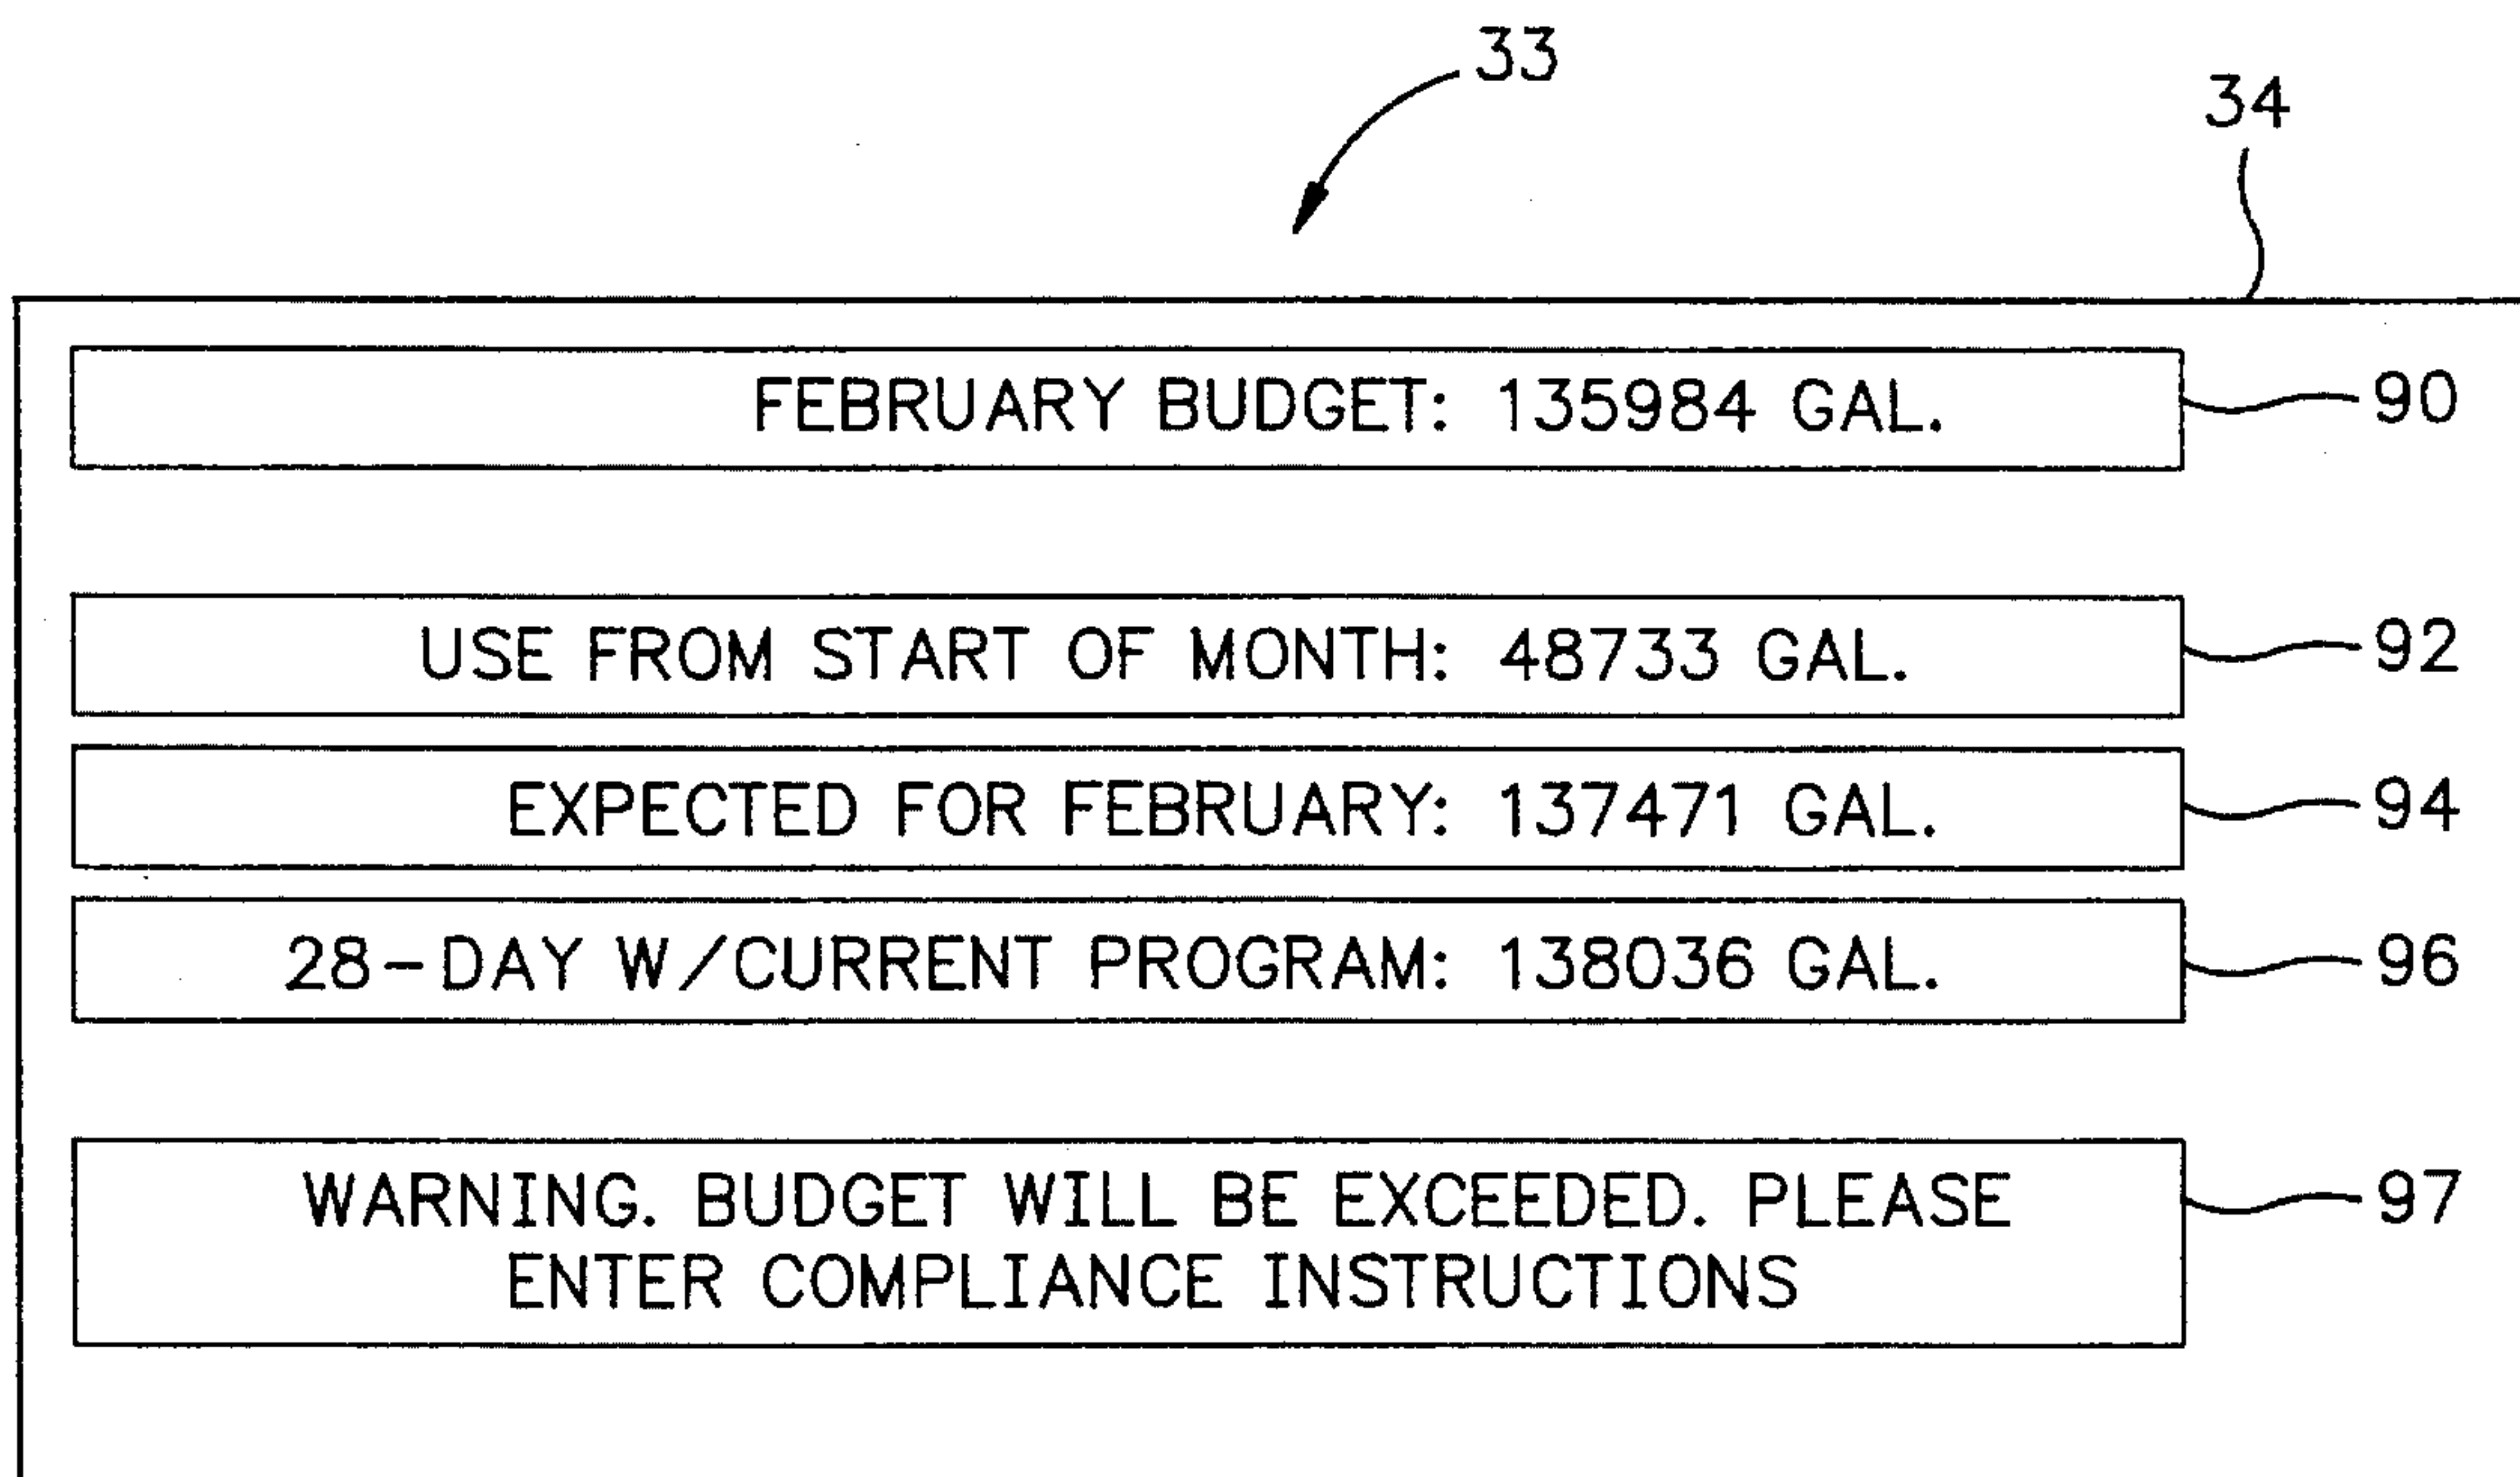 33
34
FEBRUARY BUDGET: 135984 GAL.
90
USE FROM START OF MONTH: 48733 GAL.
92
EXPECTED FOR FEBRUARY: 137471 GAL.
94
28-DAY W/CURRENT PROGRAM: 138036 GAL.
96
WARNING. BUDGET WILL BE EXCEEDED. PLEASE
97
ENTER COMPLIANCE INSTRUCTIONS